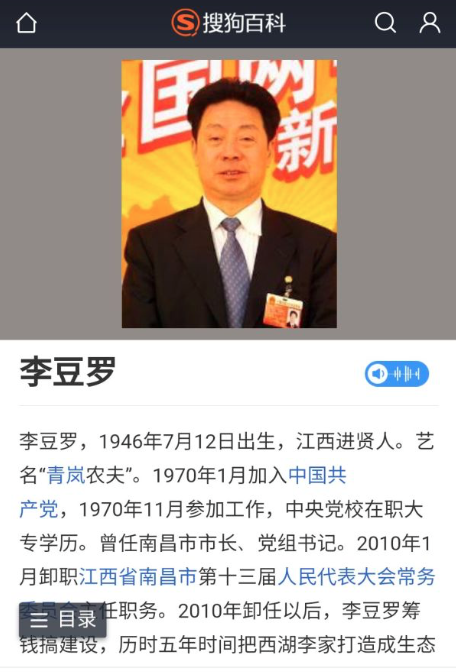 搜狗百科
国两
新
李豆罗
李豆罗，1946年7月12日出生，江西进贤人。艺
名“青岚农夫”。1970年1月加入中国共
产党，1970年11月参加工作，中央党校在职大
专学历。曾任南昌市市长、党组书记。2010年1
月卸职江西省南昌市第十三届人民代表大会常务
委员会主任职务。2010年卸任以后，李豆罗筹
目录
钱搞建设，历时五年时间把西湖李家打造成生态